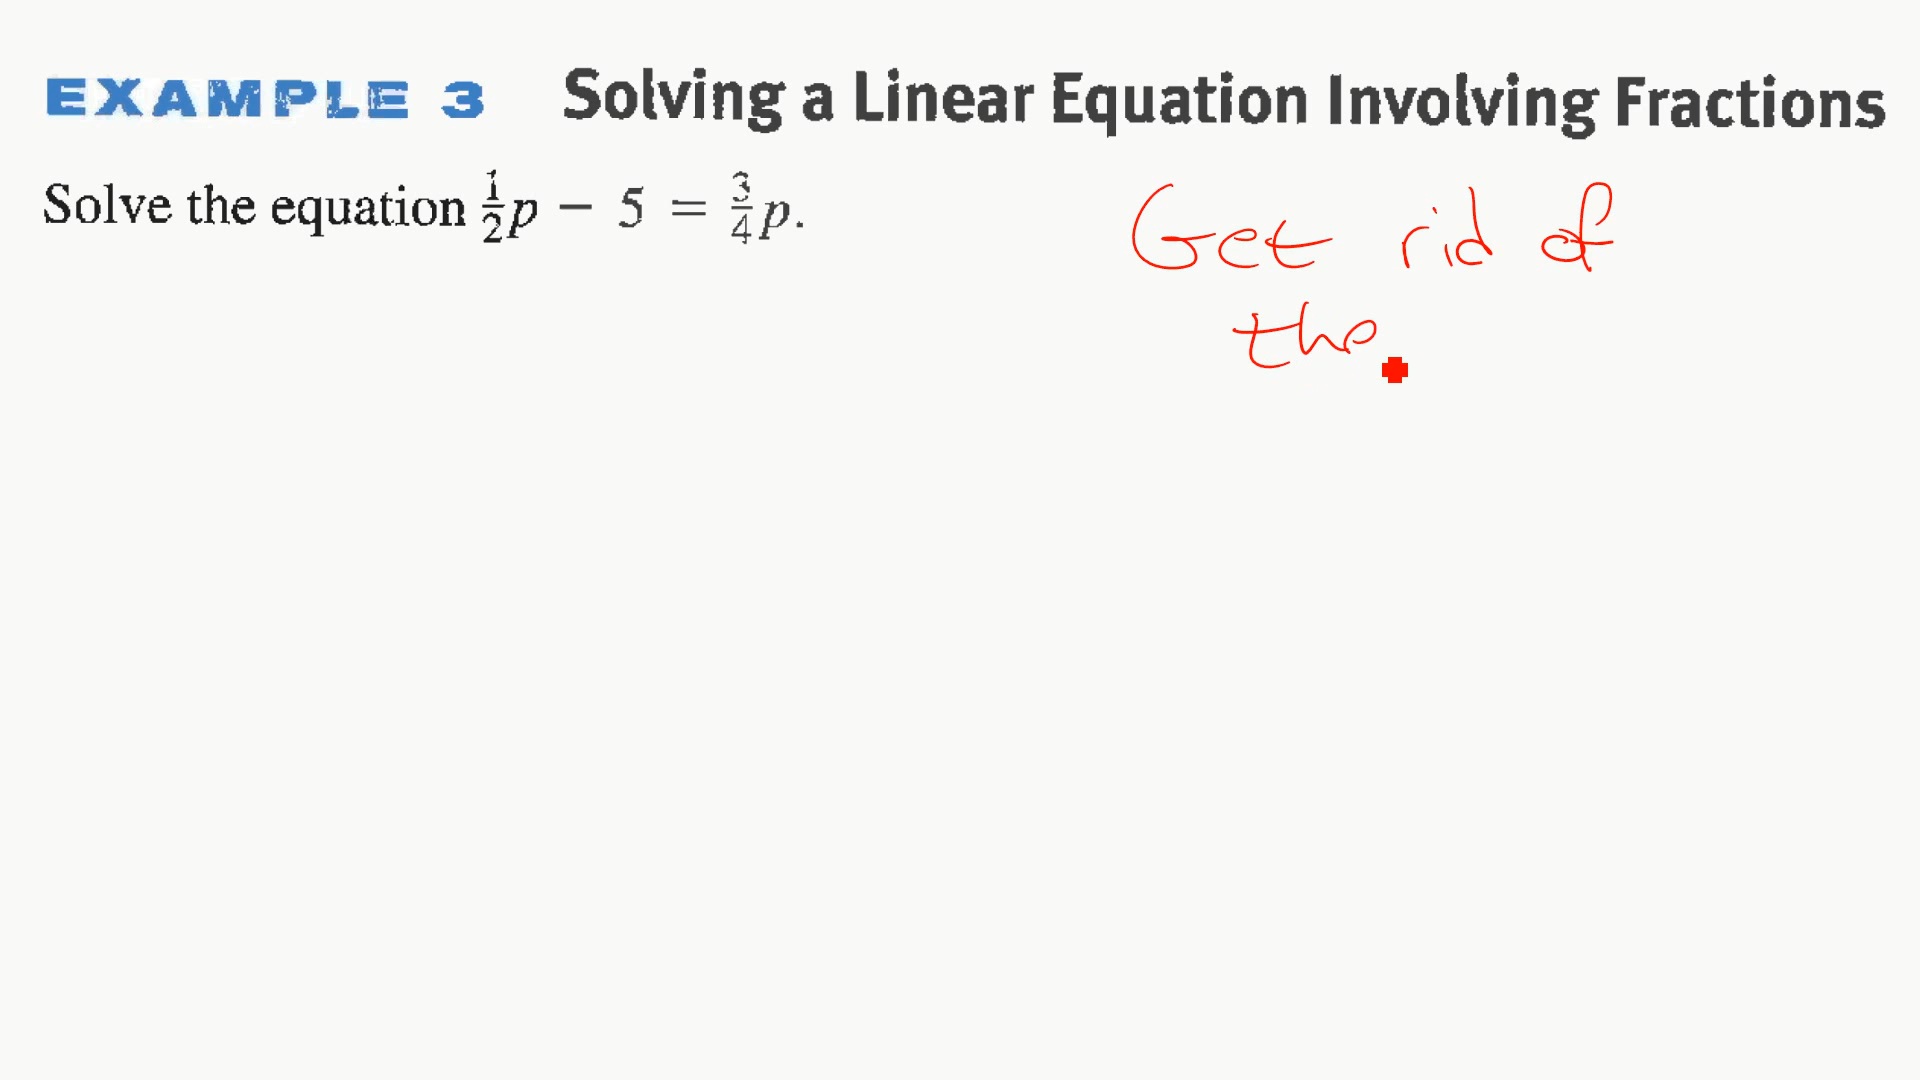 EXAMPLE 3 Solving a Linear Equation Involving Fractions
Solve the equation ½p − 5 = ¾p.
Get rid of
the